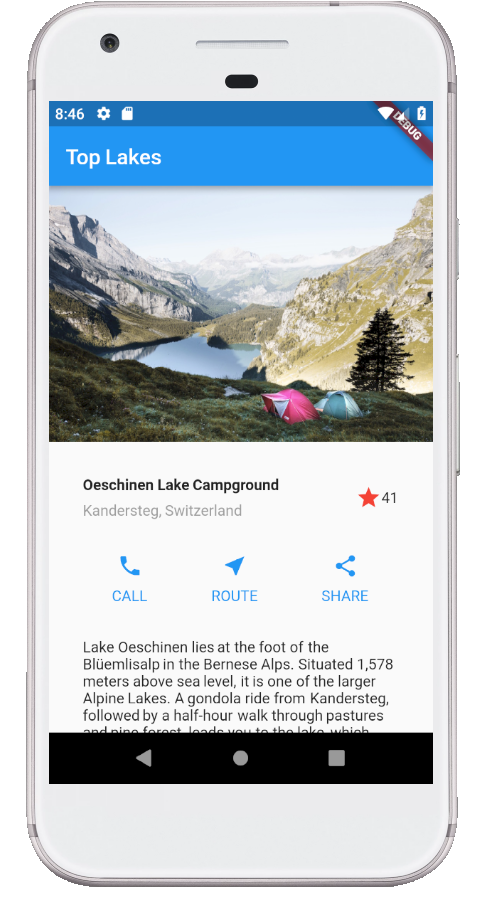 8:46
DEBUG
Top Lakes
Oeschinen Lake Campground
Kandersteg, Switzerland
41
CALL ROUTE SHARE
Lake Oeschinen lies at the foot of the
Blüemlisalp in the Bernese Alps. Situated 1,578
meters above sea level, it is one of the larger
Alpine Lakes. A gondola ride from Kandersteg,
followed by a half-hour walk through pastures
and pine forest, leads you to the lake, which